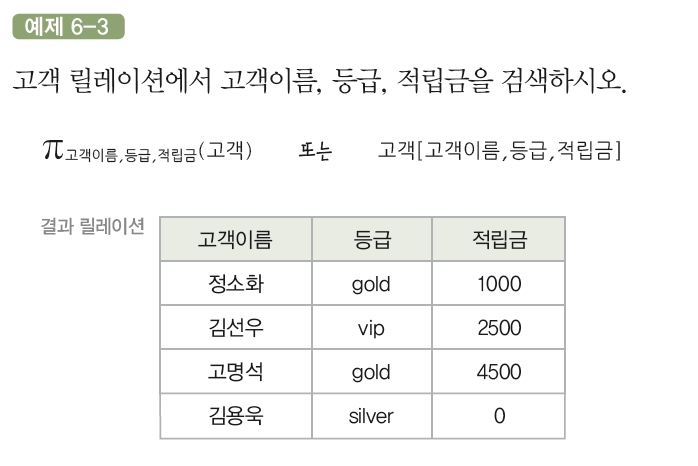 예제 6-3
고객 릴레이션에서 고객이름, 등급, 적립금을 검색하시오.
π고객이름,등급,적립금(고객) 또는 고객[고객이름,등급,적립금]
결과 릴레이션
고객이름 등급 적립금
정소화 gold 1000
김선우 vip 2500
고명석 gold 4500
김용욱 silver 0